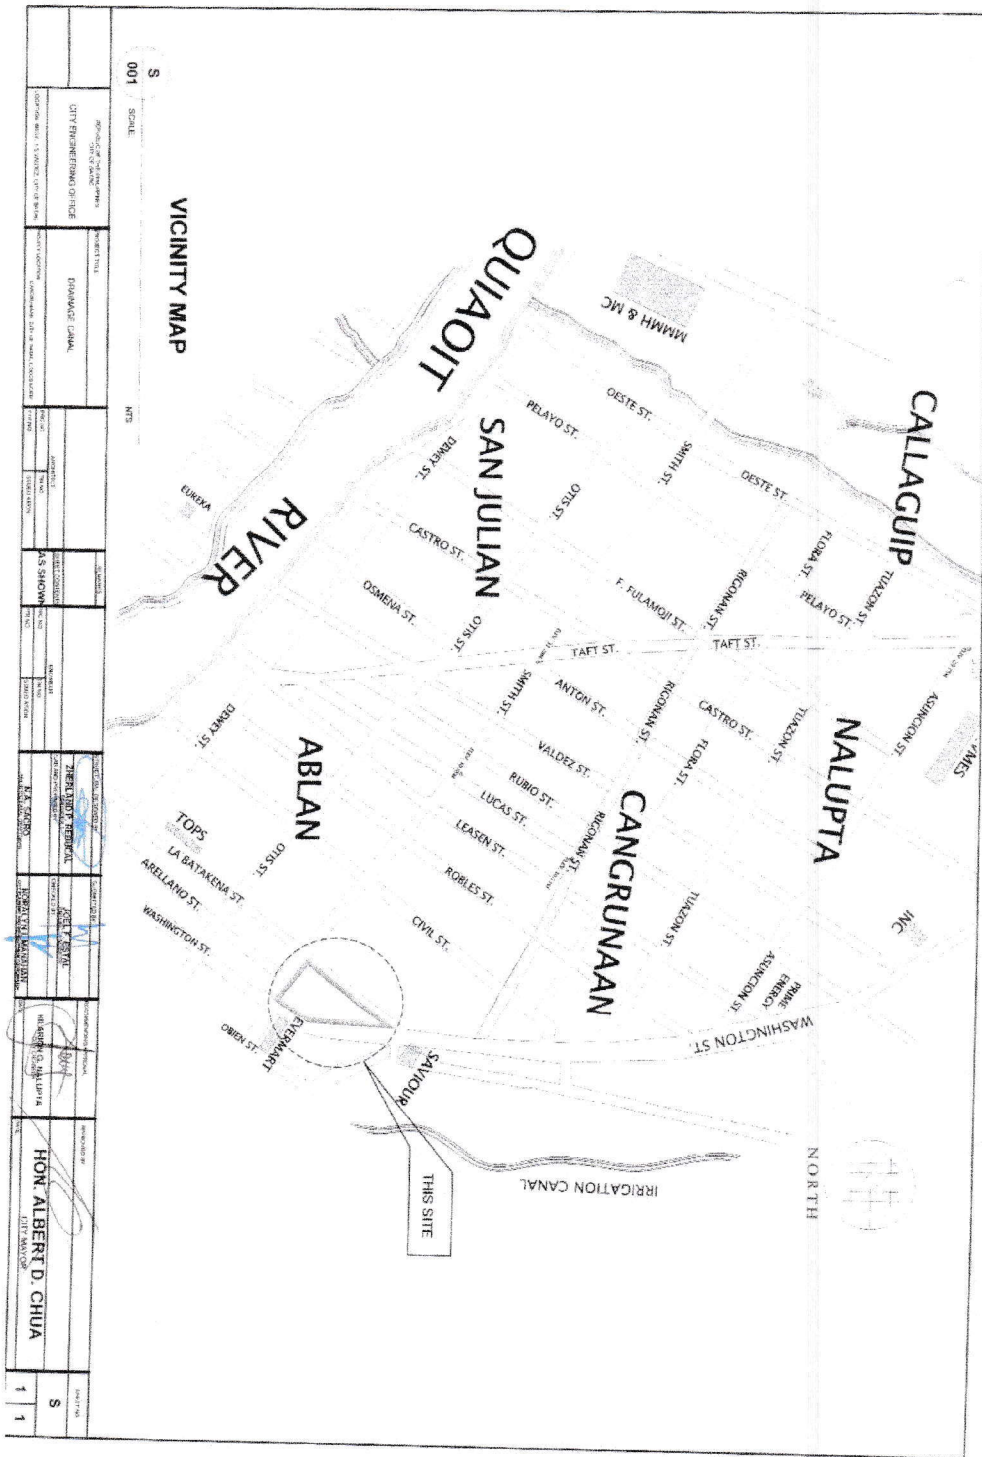 CALLAGUIP
MMMH & MC
OESTE ST.
OESTE ST.
SMITH ST.
FLORA ST.
TUAZON ST.
PELAYO ST.
PELAYO ST.
QUIAOIT
RIVER
SAN JULIAN
DEWEY ST.
OTIS ST.
RIGONAN ST.
F. FULAMOJI ST.
CASTRO ST.
TAFT ST.
TAFT ST.
ASUNCION ST.
VMES
EUREKA
OSMENA ST.
OTIS ST.
SMITH ST.
ANTON ST.
RIGONAN ST.
CASTRO ST.
TUAZON ST.
NALUPTA
FLORA ST.
VALDEZ ST.
RUBIO ST.
LUCAS ST.
LEASEN ST.
RIGONAN ST.
CANGRUNAAN
DEWEY ST.
ABLAN
ROBLES ST.
TUAZON ST.
INC
TOPS
OTIS ST.
LA BATAKENA ST.
ARELLANO ST.
WASHINGTON ST.
CIVIL ST.
ASUNCION ST.
PRIME
ENERGY
WASHINGTON ST.
OBIEN ST.
EVERMART
SAVIOUR
IRRIGATION CANAL
THIS SITE
NORTH
VICINITY MAP
S
001
SCALE
NTS
CITY ENGINEERING OFFICE
DRAINAGE CANAL
AS SHOWN
JOEL F. ESTAL
HON. ALBERT D. CHUA
CITY MAYOR
S
1
1